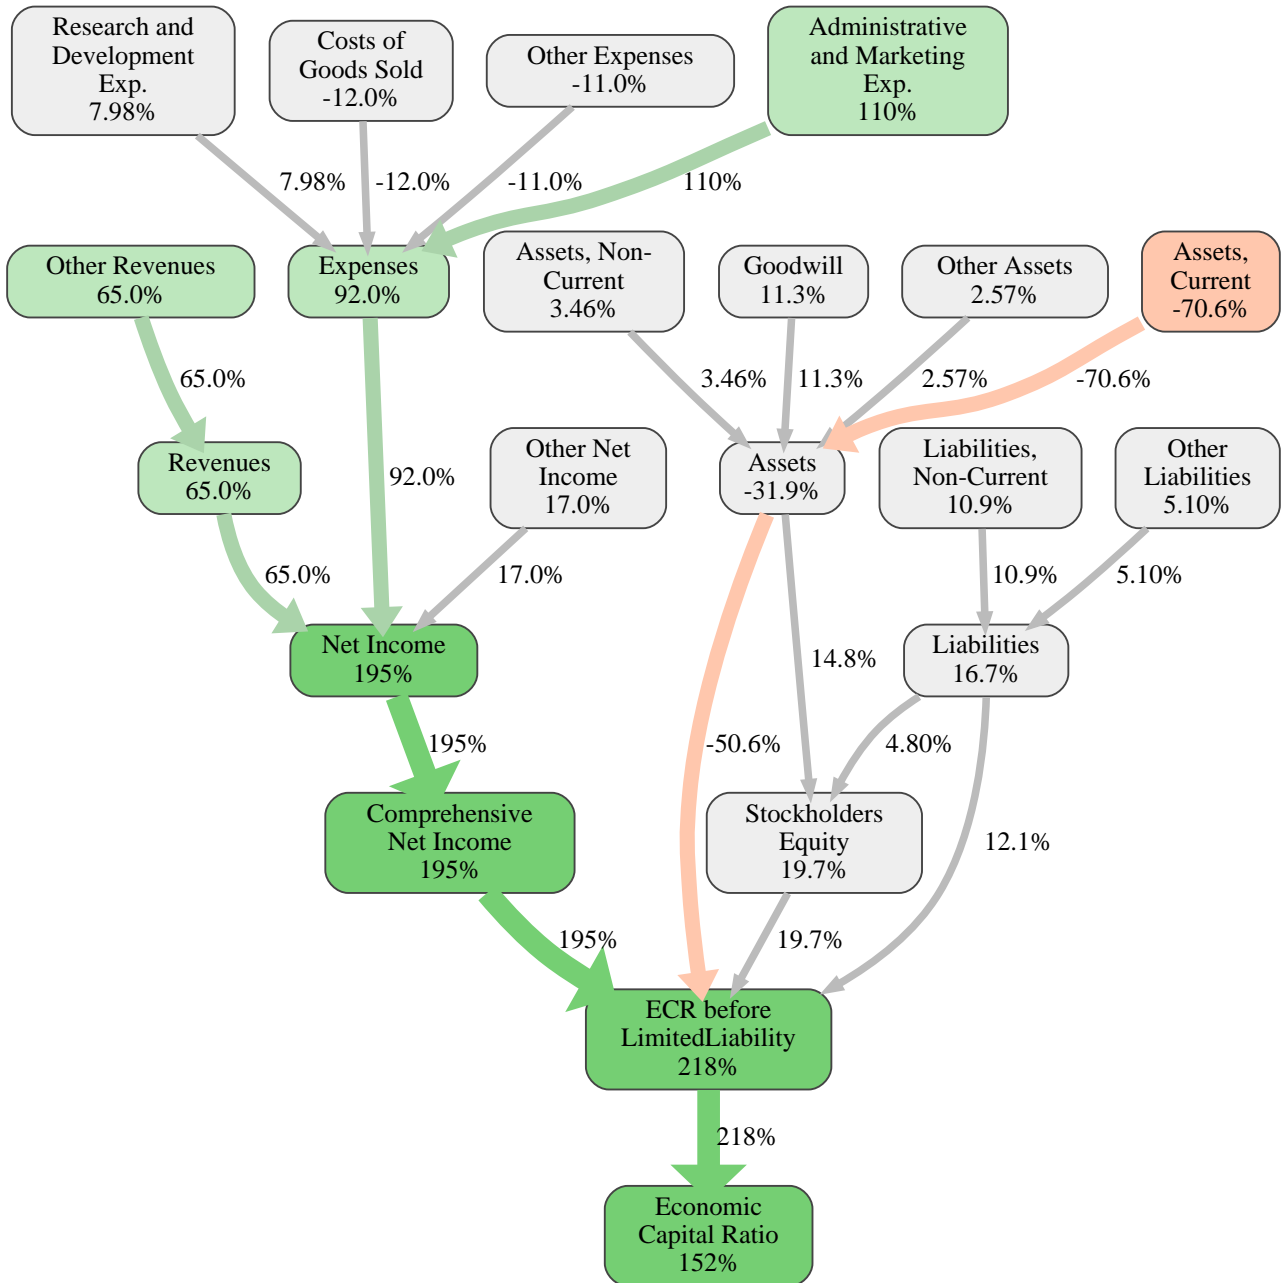 Research and
Development
Exp.
7.98%
Costs of
Goods Sold
-12.0%
Other Expenses
-11.0%
Administrative
and Marketing
Exp.
110%
7.98%
-12.0%
-11.0%
110%
Other Revenues
65.0%
Expenses
92.0%
Assets, Non-
Current
3.46%
Goodwill
11.3%
Other Assets
2.57%
Assets,
Current
-70.6%
65.0%
3.46%
11.3%
2.57%
-70.6%
Revenues
65.0%
92.0%
Other Net
Income
17.0%
Assets
-31.9%
Liabilities,
Non-Current
10.9%
Other
Liabilities
5.10%
65.0%
17.0%
10.9%
5.10%
Net Income
195%
14.8%
Liabilities
16.7%
195%
-50.6%
4.80%
Comprehensive
Net Income
195%
Stockholders
Equity
19.7%
12.1%
195%
19.7%
ECR before
LimitedLiability
218%
218%
Economic
Capital Ratio
152%